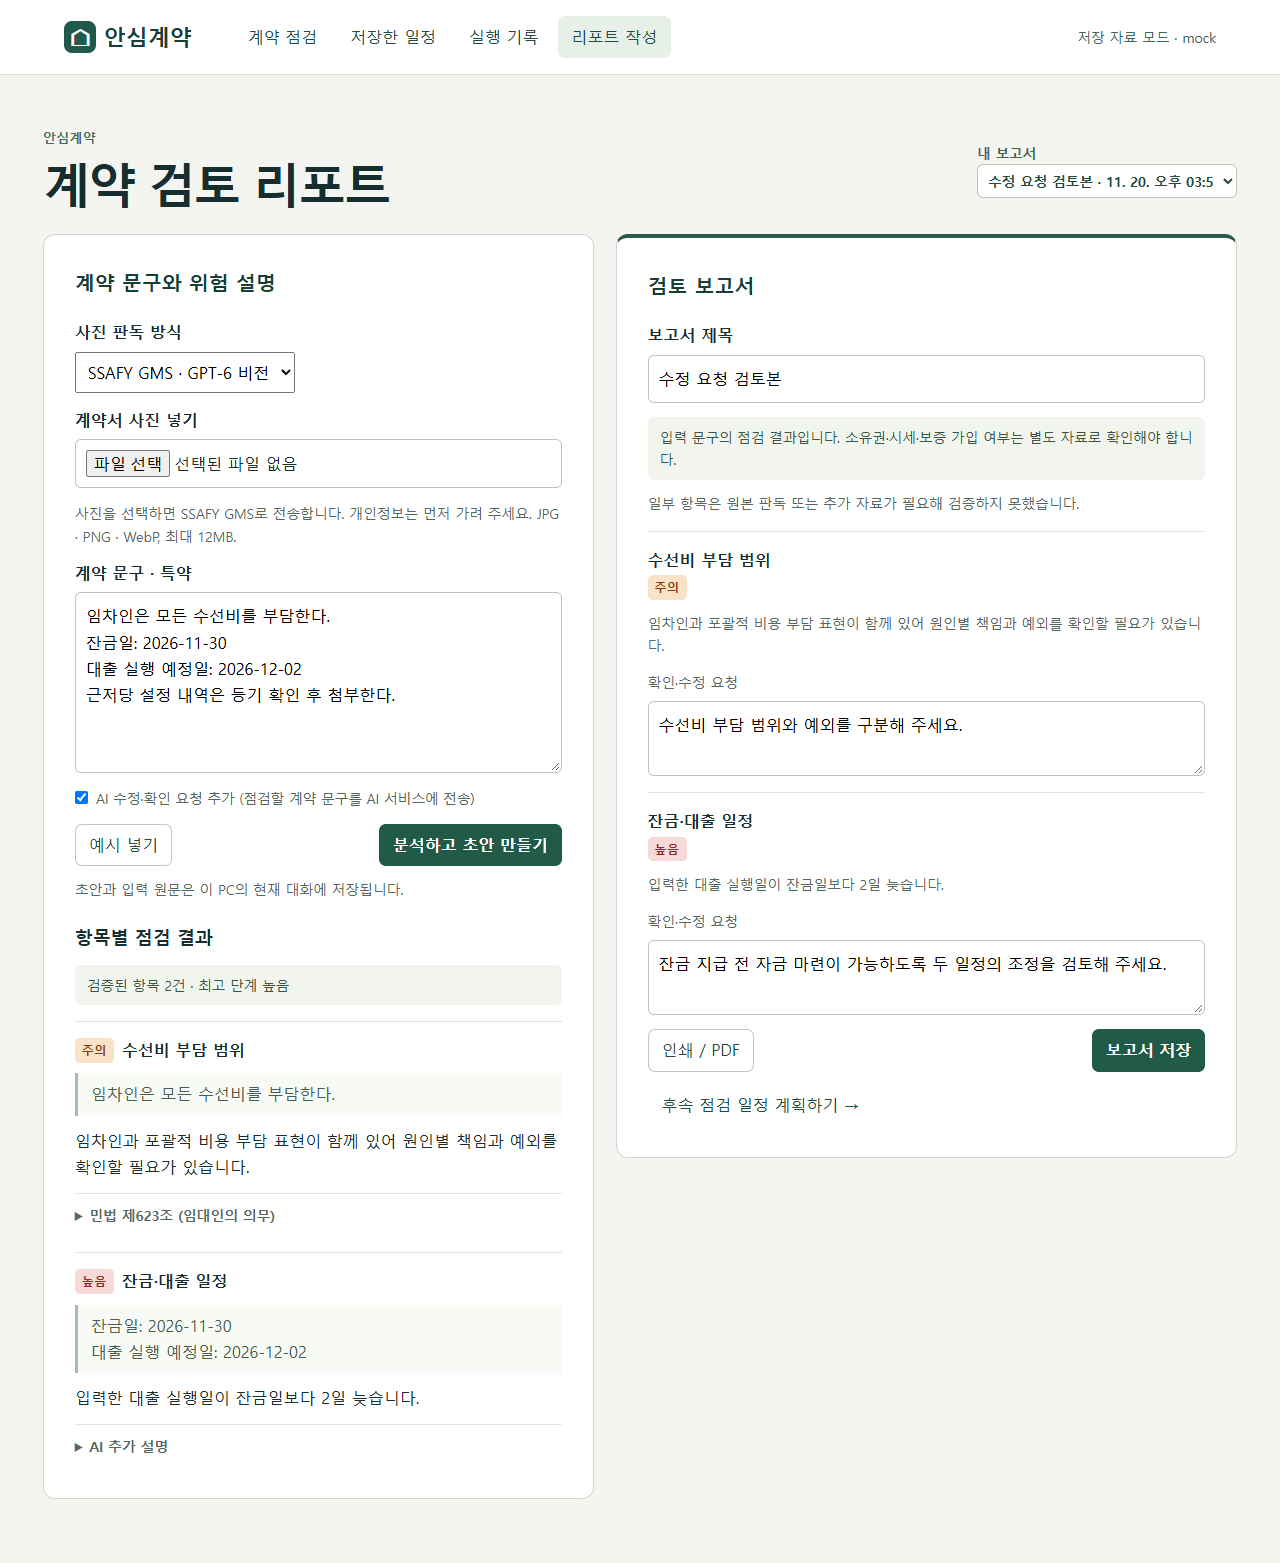 안심계약
계약 점검
저장한 일정
실행 기록
리포트 작성
저장 자료 모드 · mock
안심계약
계약 검토 리포트
내 보고서
수정 요청 검토본 · 11. 20. 오후 03:5
계약 문구와 위험 설명
사진 판독 방식
SSAFY GMS · GPT-6 비전
계약서 사진 넣기
파일 선택 선택된 파일 없음
사진을 선택하면 SSAFY GMS로 전송합니다. 개인정보는 먼저 가려 주세요. JPG
· PNG · WebP, 최대 12MB.
계약 문구 · 특약
임차인은 모든 수선비를 부담한다.
잔금일: 2026-11-30
대출 실행 예정일: 2026-12-02
근저당 설정 내역은 등기 확인 후 첨부한다.
AI 수정·확인 요청 추가 (점검할 계약 문구를 AI 서비스에 전송)
예시 넣기
분석하고 초안 만들기
초안과 입력 원문은 이 PC의 현재 대화에 저장됩니다.
항목별 점검 결과
검증된 항목 2건 · 최고 단계 높음
주의 수선비 부담 범위
임차인은 모든 수선비를 부담한다.
임차인과 포괄적 비용 부담 표현이 함께 있어 원인별 책임과 예외를
확인할 필요가 있습니다.
▶ 민법 제623조 (임대인의 의무)
높음 잔금·대출 일정
잔금일: 2026-11-30
대출 실행 예정일: 2026-12-02
입력한 대출 실행일이 잔금일보다 2일 늦습니다.
▶ AI 추가 설명
검토 보고서
보고서 제목
수정 요청 검토본
입력 문구의 점검 결과입니다. 소유권·시세·보증 가입 여부는 별도 자료로 확인해야 합니
다.
일부 항목은 원본 판독 또는 추가 자료가 필요해 검증하지 못했습니다.
수선비 부담 범위
주의
임차인과 포괄적 비용 부담 표현이 함께 있어 원인별 책임과 예외를 확인할 필요가 있습니
다.
확인·수정 요청
수선비 부담 범위와 예외를 구분해 주세요.
잔금·대출 일정
높음
입력한 대출 실행일이 잔금일보다 2일 늦습니다.
확인·수정 요청
잔금 지급 전 자금 마련이 가능하도록 두 일정의 조정을 검토해 주세요.
인쇄 / PDF
보고서 저장
후속 점검 일정 계획하기 →